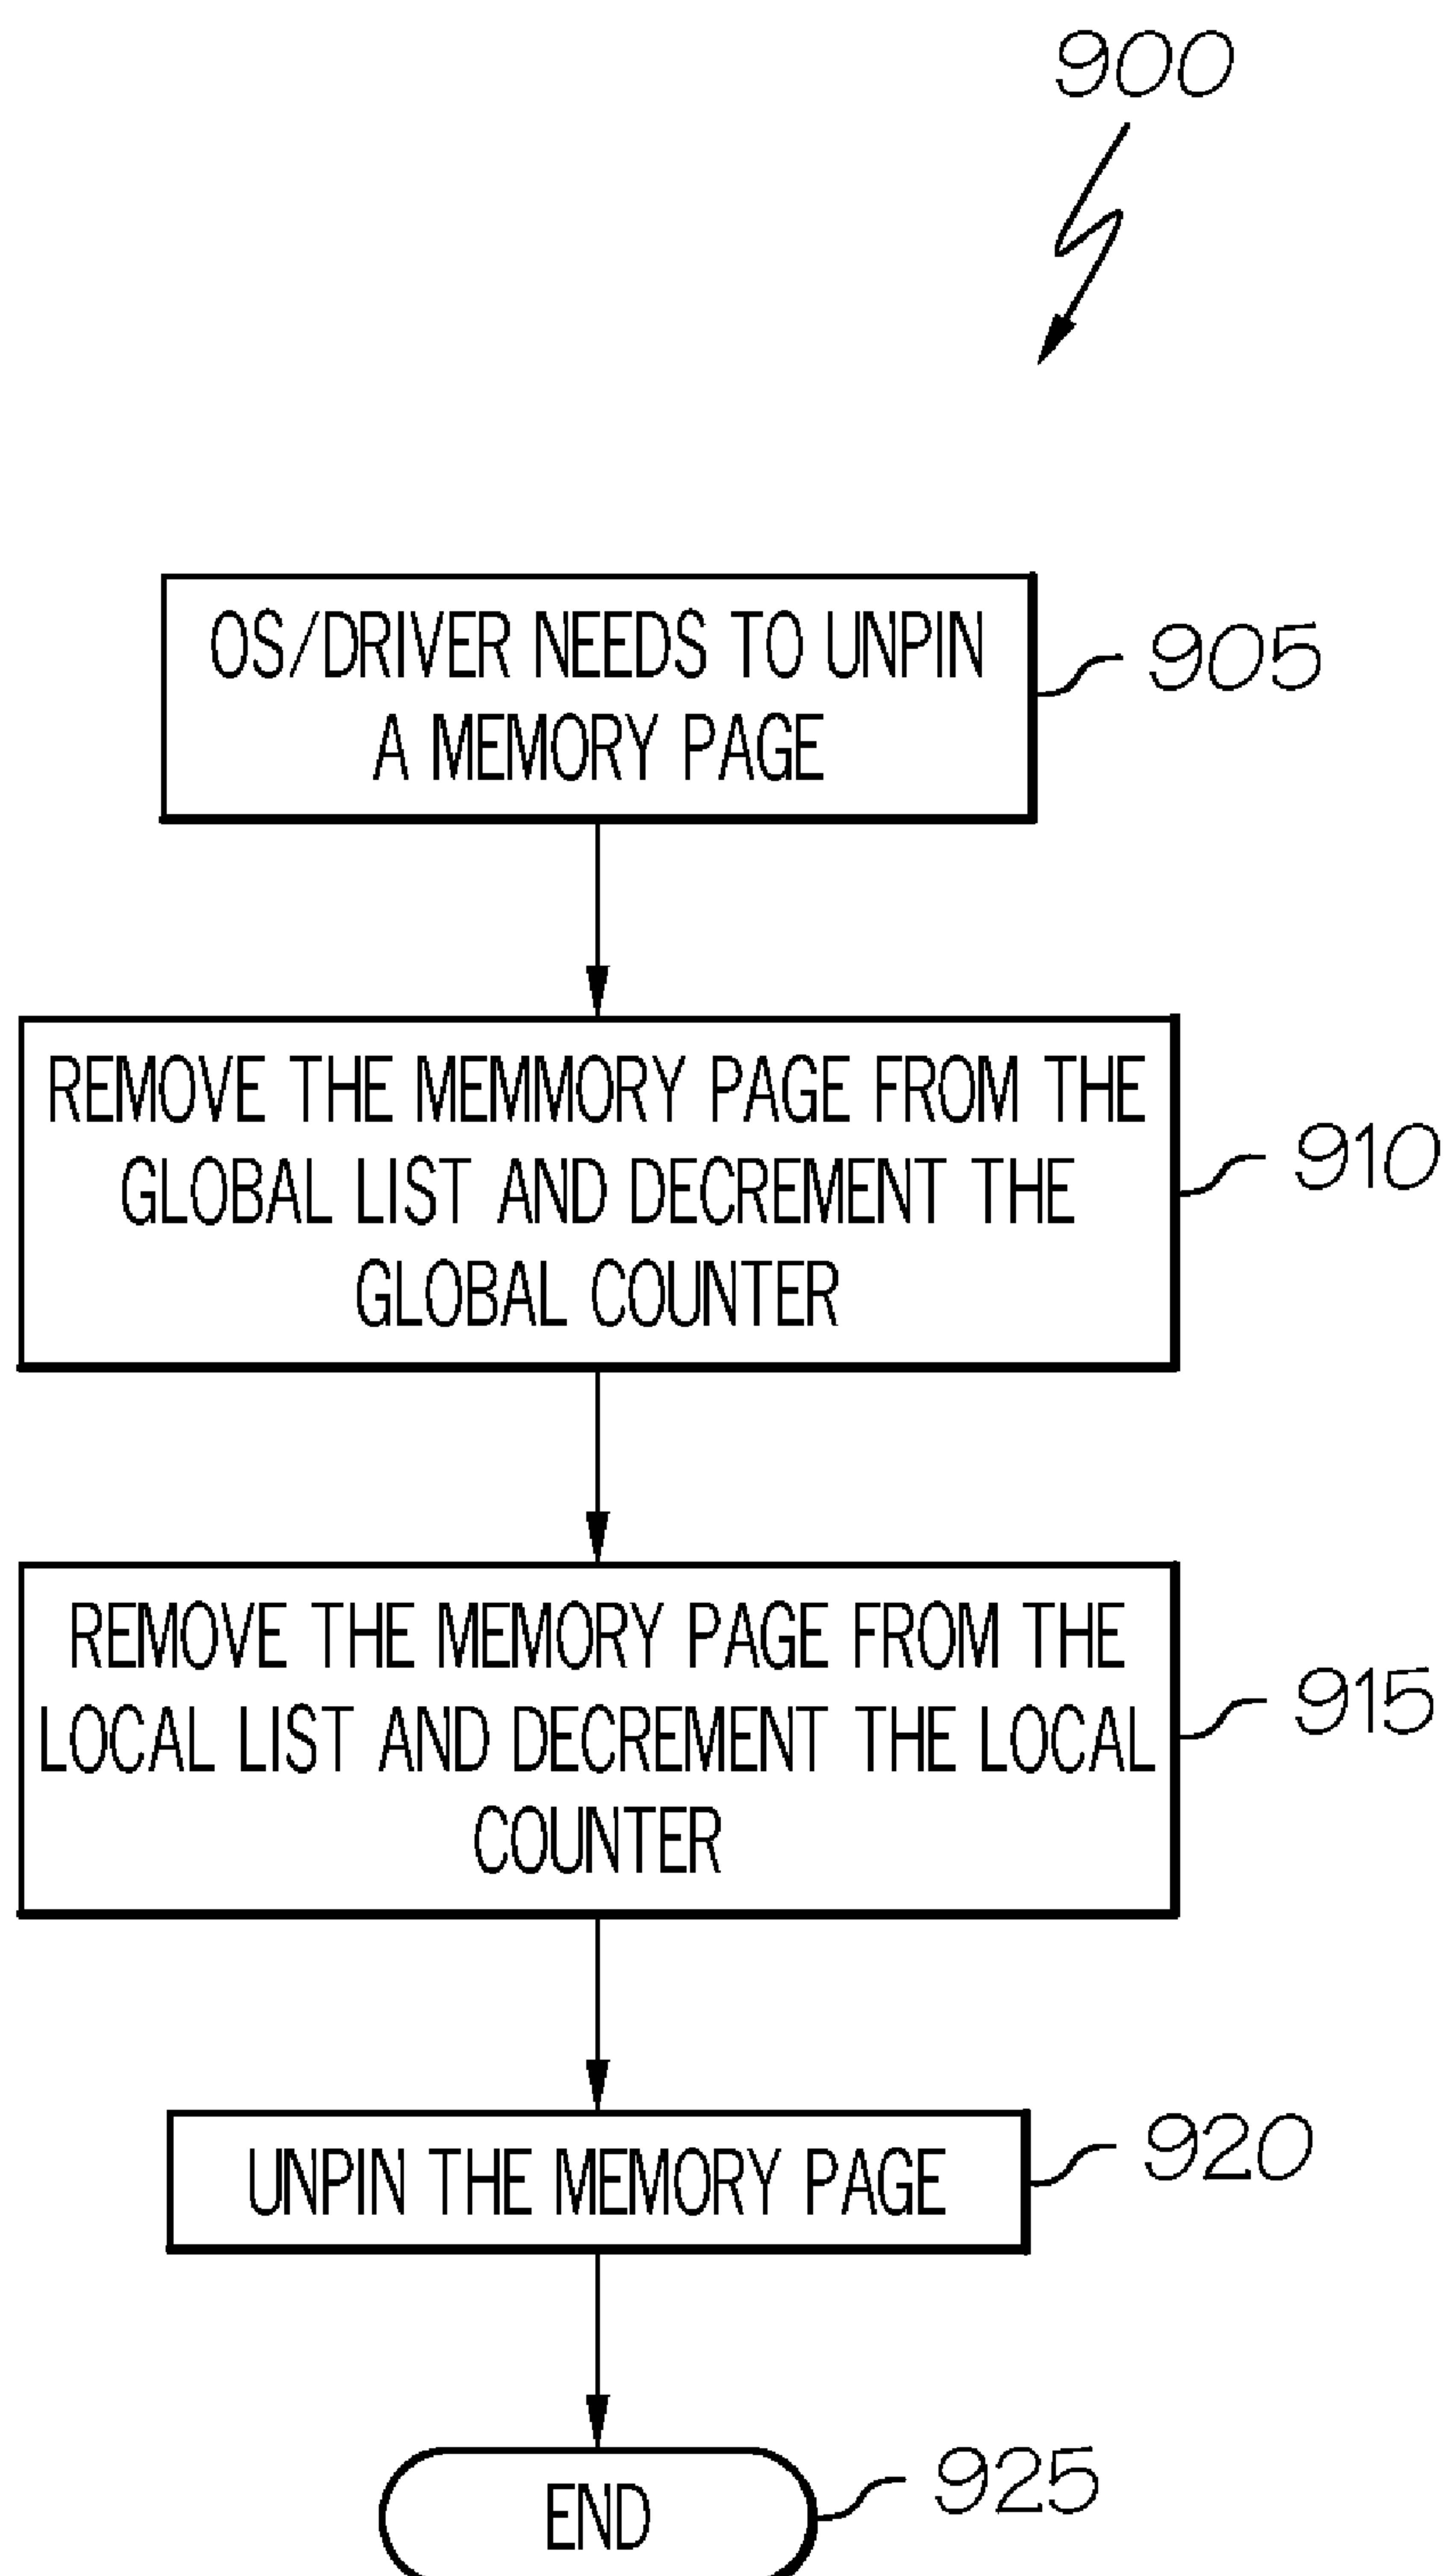 900
OS/DRIVER NEEDS TO UNPIN
A MEMORY PAGE
905
REMOVE THE MEMMORY PAGE FROM THE
GLOBAL LIST AND DECREMENT THE
GLOBAL COUNTER
910
REMOVE THE MEMORY PAGE FROM THE
LOCAL LIST AND DECREMENT THE LOCAL
COUNTER
915
UNPIN THE MEMORY PAGE
920
END
925